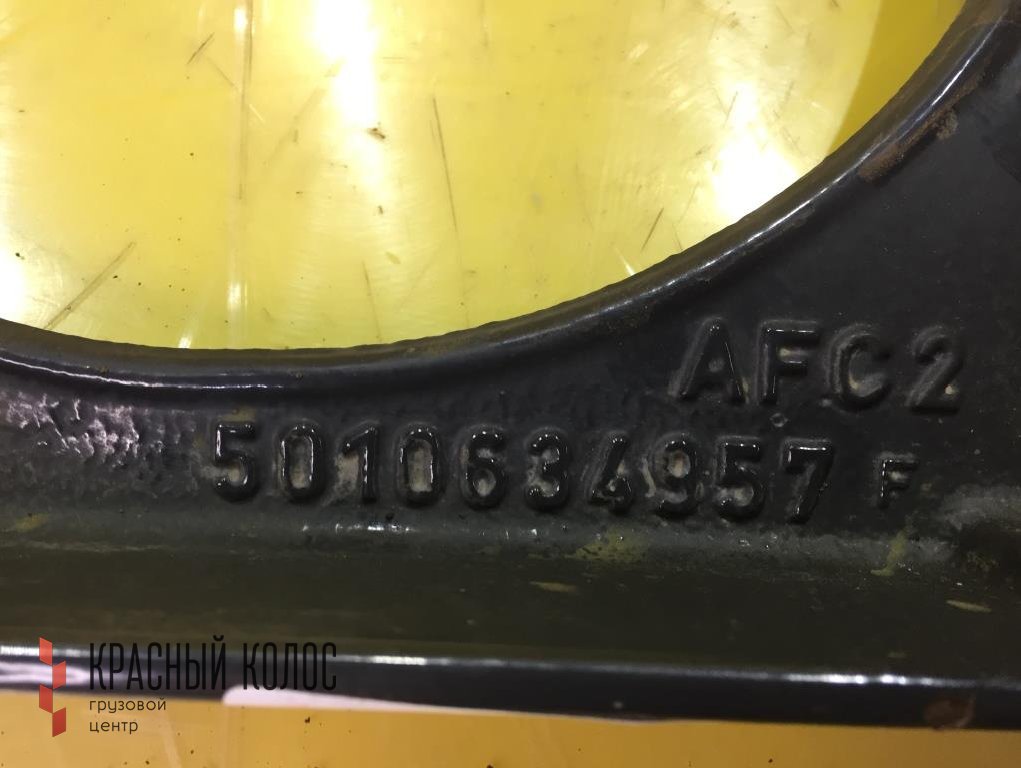 AFC2
5010634957 F
КРАСНЫЙ КОЛОС
грузовой
центр